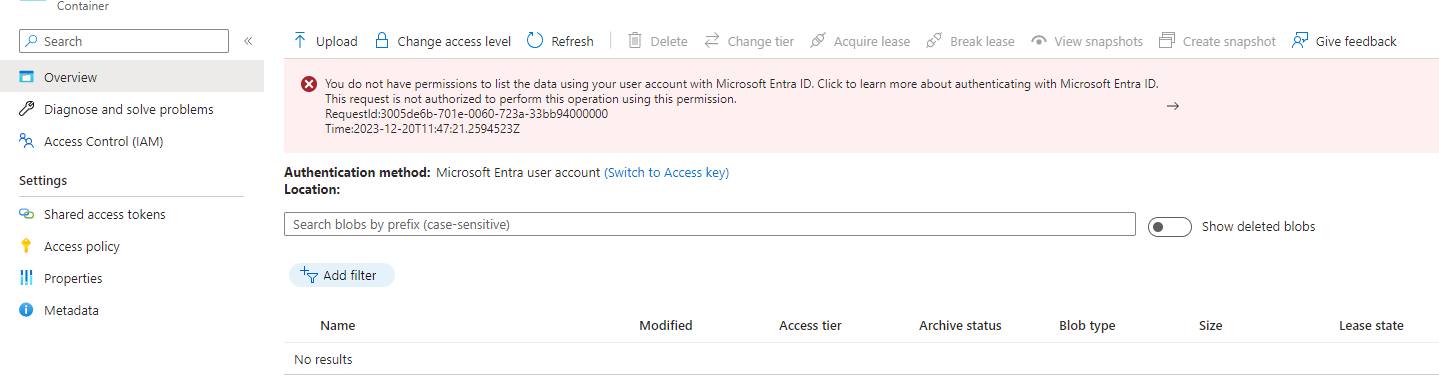 Container
Search
«
Upload
Change access level
Refresh
Delete
Change tier
Acquire lease
Break lease
View snapshots
Create snapshot
Give feedback
Overview
Diagnose and solve problems
Access Control (IAM)
Settings
Shared access tokens
Access policy
Properties
Metadata
You do not have permissions to list the data using your user account with Microsoft Entra ID. Click to learn more about authenticating with Microsoft Entra ID.
This request is not authorized to perform this operation using this permission.
RequestId:3005de6b-701e-0060-723a-33bb94000000
Time:2023-12-20T11:47:21.2594523Z
Authentication method: Microsoft Entra user account (Switch to Access key)
Location:
Search blobs by prefix (case-sensitive)
Show deleted blobs
Add filter
Name Modified Access tier Archive status Blob type Size Lease state
No results